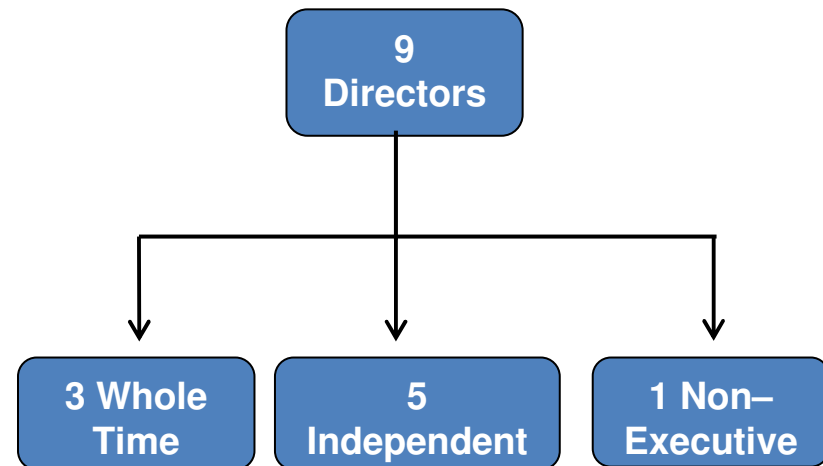 9
Directors
3 Whole
Time
5
Independent
1 Non–
Executive